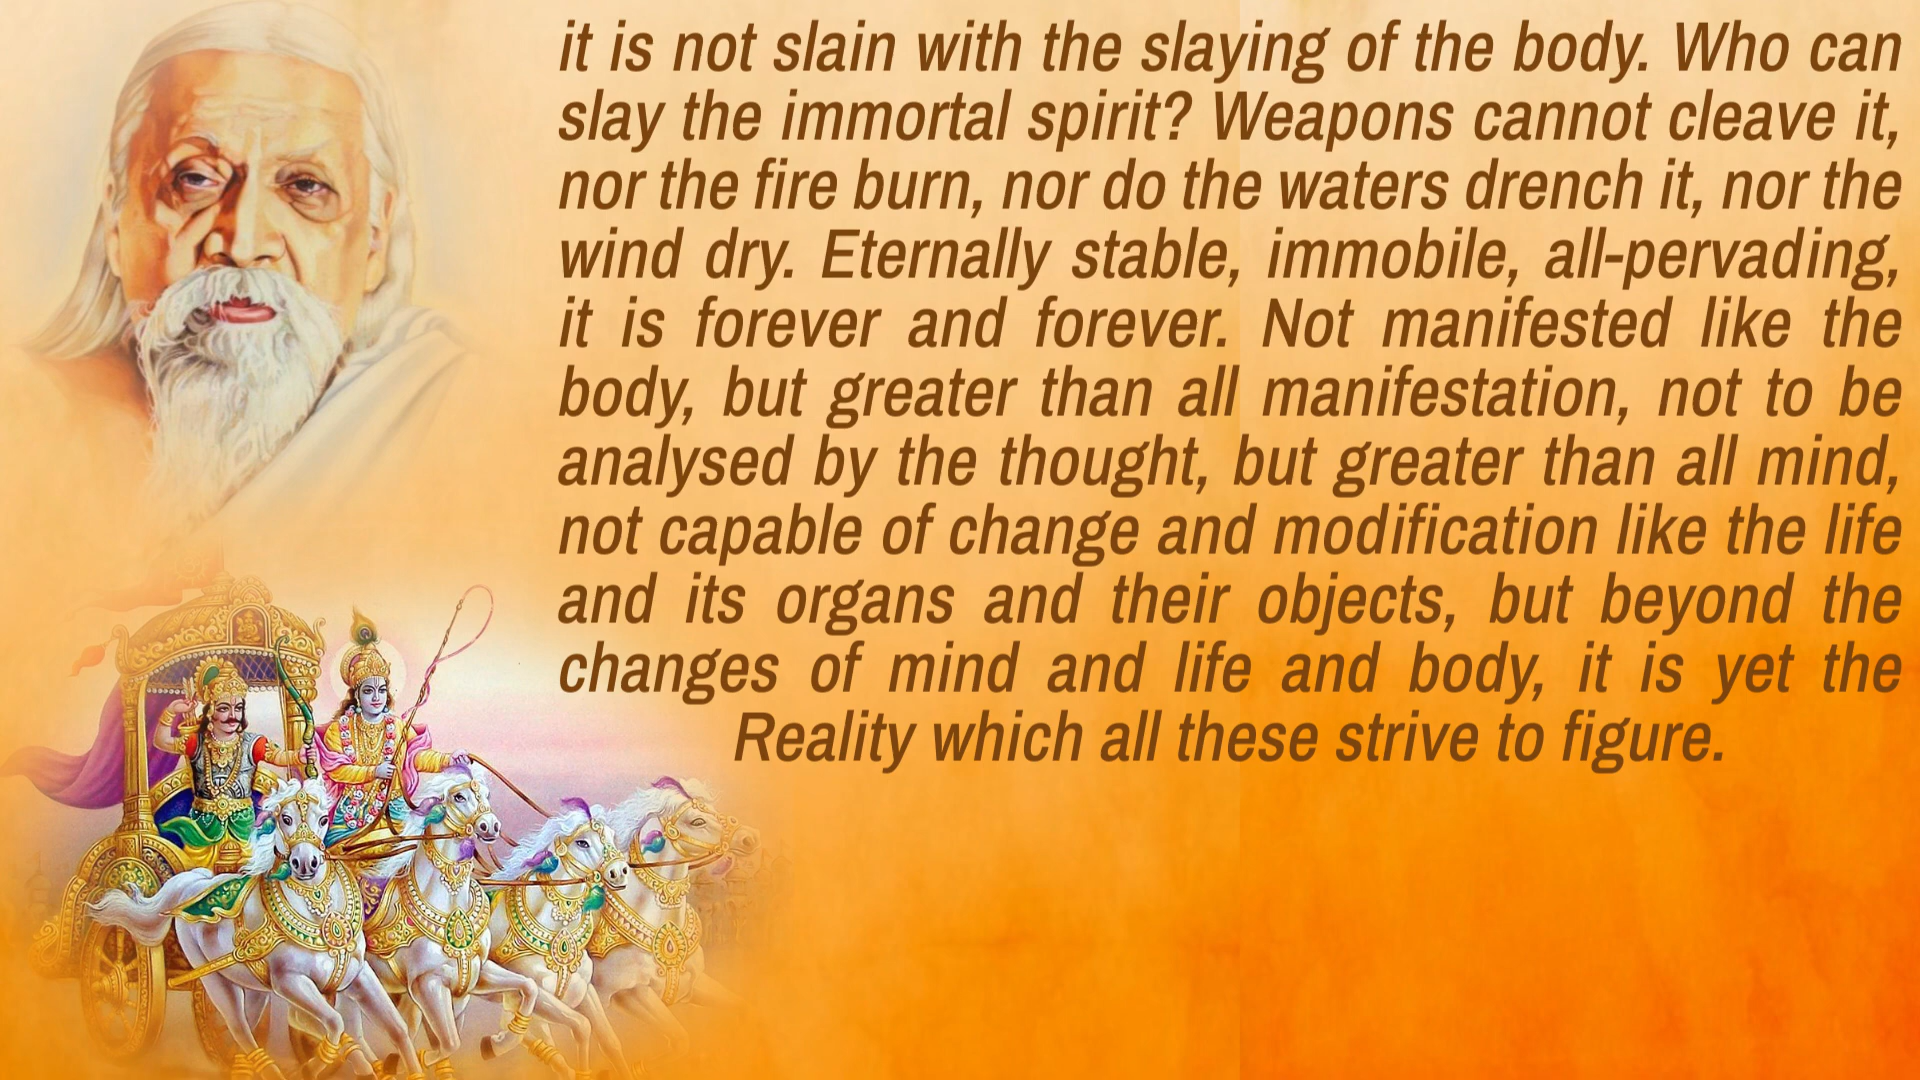 it is not slain with the slaying of the body. Who can
slay the immortal spirit? Weapons cannot cleave it,
nor the fire burn, nor do the waters drench it, nor the
wind dry. Eternally stable, immobile, all-pervading,
it is forever and forever. Not manifested like the
body, but greater than all manifestation, not to be
analysed by the thought, but greater than all mind,
not capable of change and modification like the life
and its organs and their objects, but beyond the
changes of mind and life and body, it is yet the
Reality which all these strive to figure.